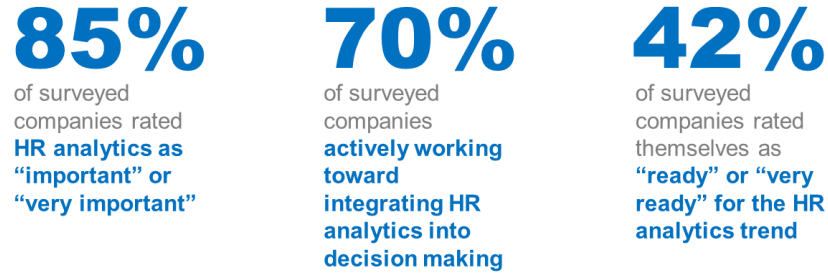 85%
of surveyed
companies rated
HR analytics as
“important” or
“very important”
70%
of surveyed
companies
actively working
toward
integrating HR
analytics into
decision making
42%
of surveyed
companies rated
themselves as
“ready” or “very
ready” for the HR
analytics trend